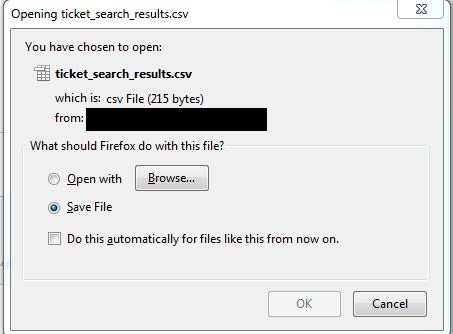 Opening ticket_search_results.csv
You have chosen to open:
ticket_search_results.csv
which is: csv File (215 bytes)
from:
What should Firefox do with this file?
Open with Browse...
Save File
Do this automatically for files like this from now on.
OK Cancel